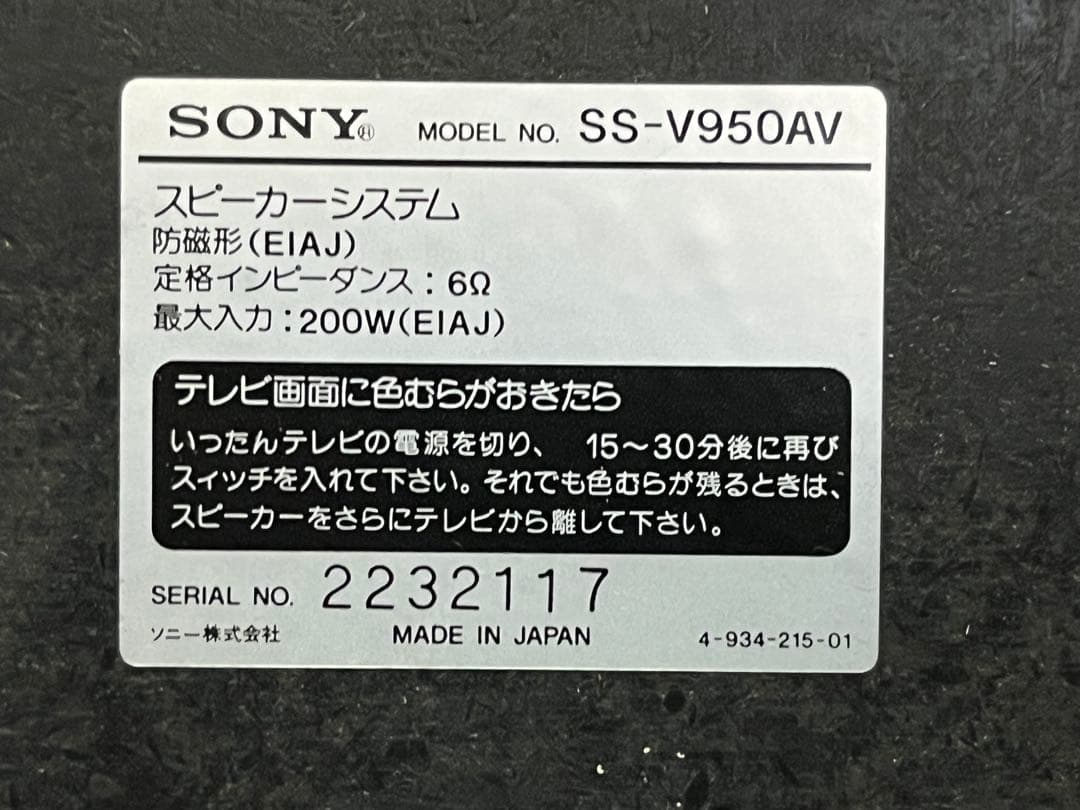 SONY® MODEL NO. SS-V950AV
スピーカーシステム
防磁形(EIAJ)
定格インピーダンス：6Ω
最大入力：200W(EIAJ)
テレビ画面に色むらがおきたら
いったんテレビの電源を切り、 15〜30分後に再び
スィッチを入れて下さい。それでも色むらが残るときは、
スピーカーをさらにテレビから離して下さい。
SERIAL NO. 2232117
ソニー株式会社 MADE IN JAPAN 4-934-215-01